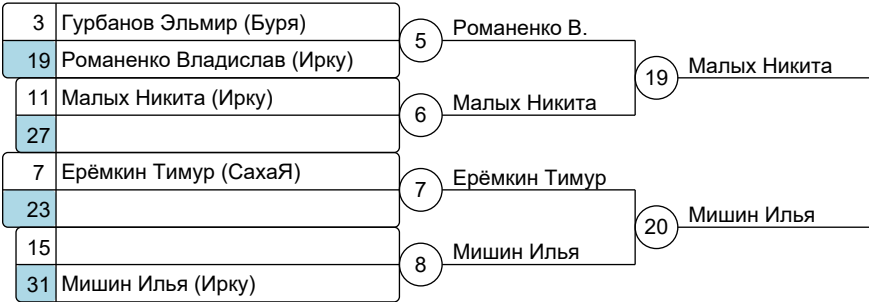 3 Гурбанов Эльмир (Буря)
19 Романенко Владислав (Ирку)
5 Романенко В.
11 Малых Никита (Ирку)
27
6 Малых Никита
19 Малых Никита
7 Ерёмкин Тимур (СахаЯ)
23
7 Ерёмкин Тимур
15
31 Мишин Илья (Ирку)
8 Мишин Илья
20 Мишин Илья